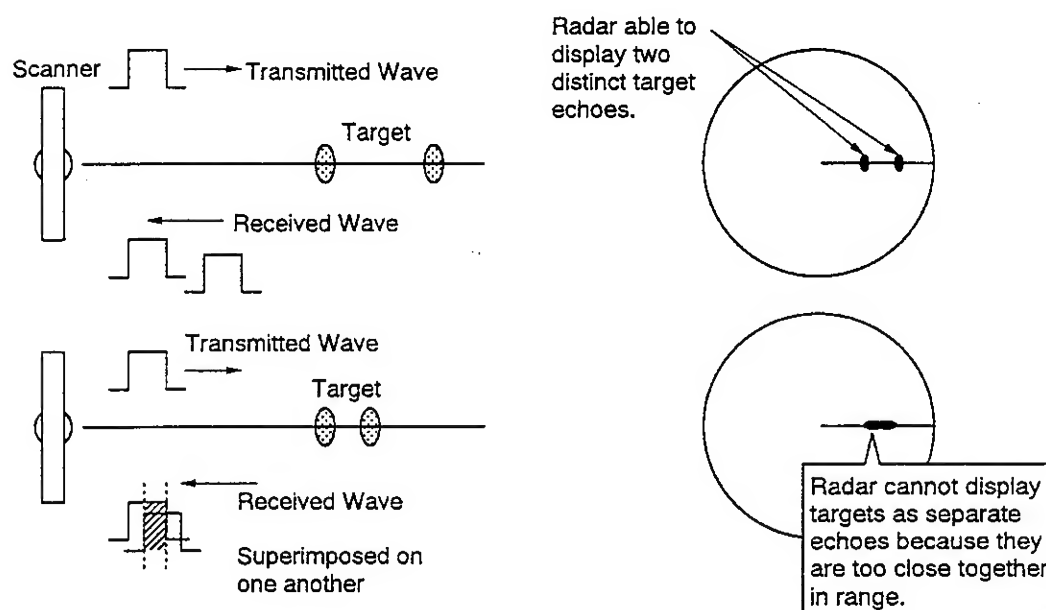 Scanner
Transmitted Wave
Target
Received Wave
Radar able to
display two
distinct target
echoes.
Transmitted Wave
Target
Received Wave
Superimposed on
one another
Radar cannot display
targets as separate
echoes because they
are too close together
in range.